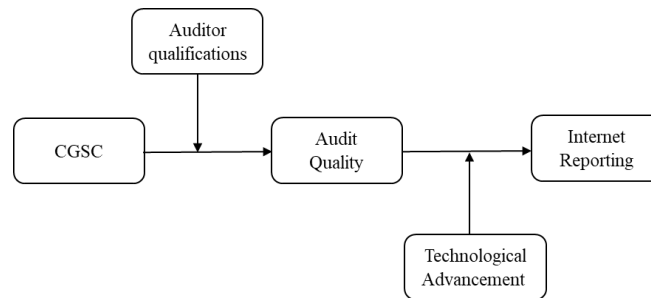 Auditor
qualifications
CGSC
Audit
Quality
Internet
Reporting
Technological
Advancement